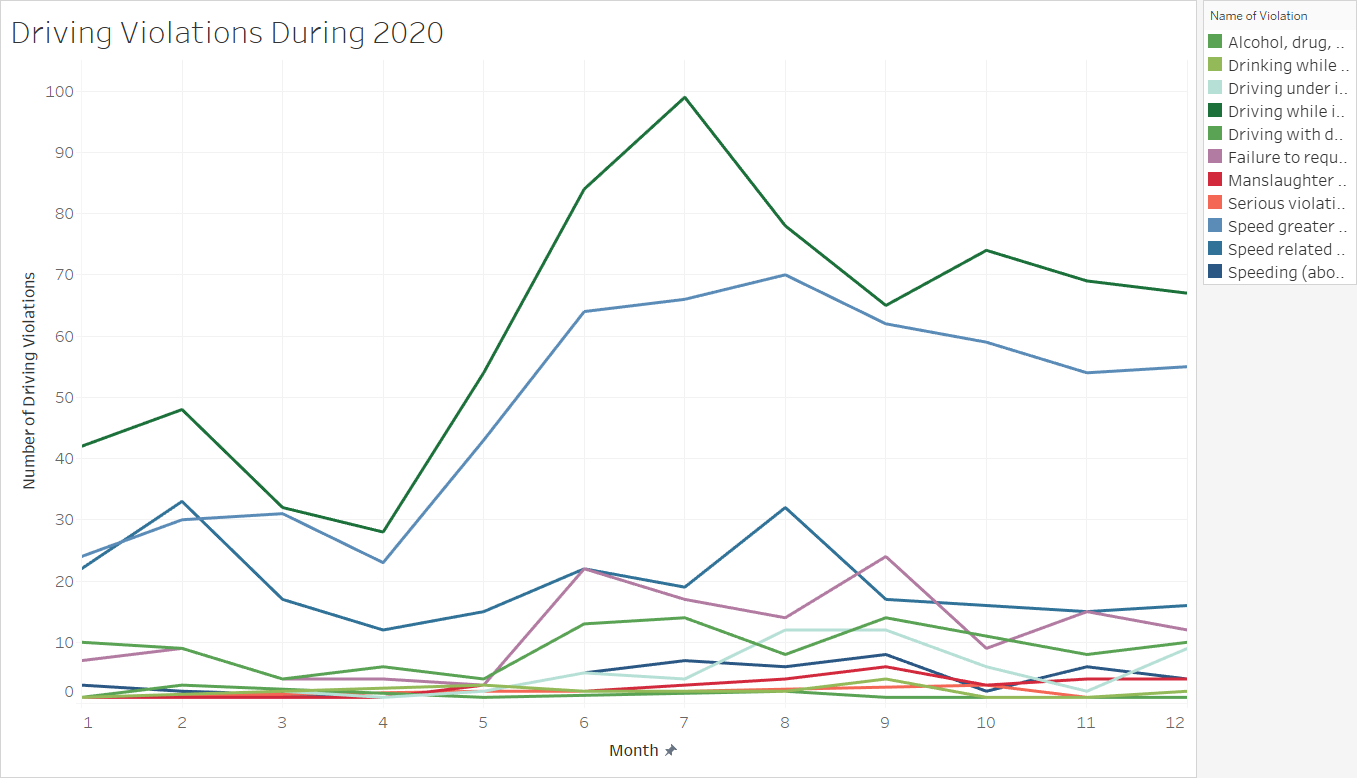 Driving Violations During 2020
Number of Driving Violations
100
90
80
70
60
50
40
30
20
10
0
1 2 3 4 5 6 7 8 9 10 11 12
Month
Name of Violation
Alcohol, drug, ..
Drinking while ..
Driving under i..
Driving while i..
Driving with d..
Failure to requ..
Manslaughter ..
Serious violati..
Speed greater ..
Speed related ..
Speeding (abo..